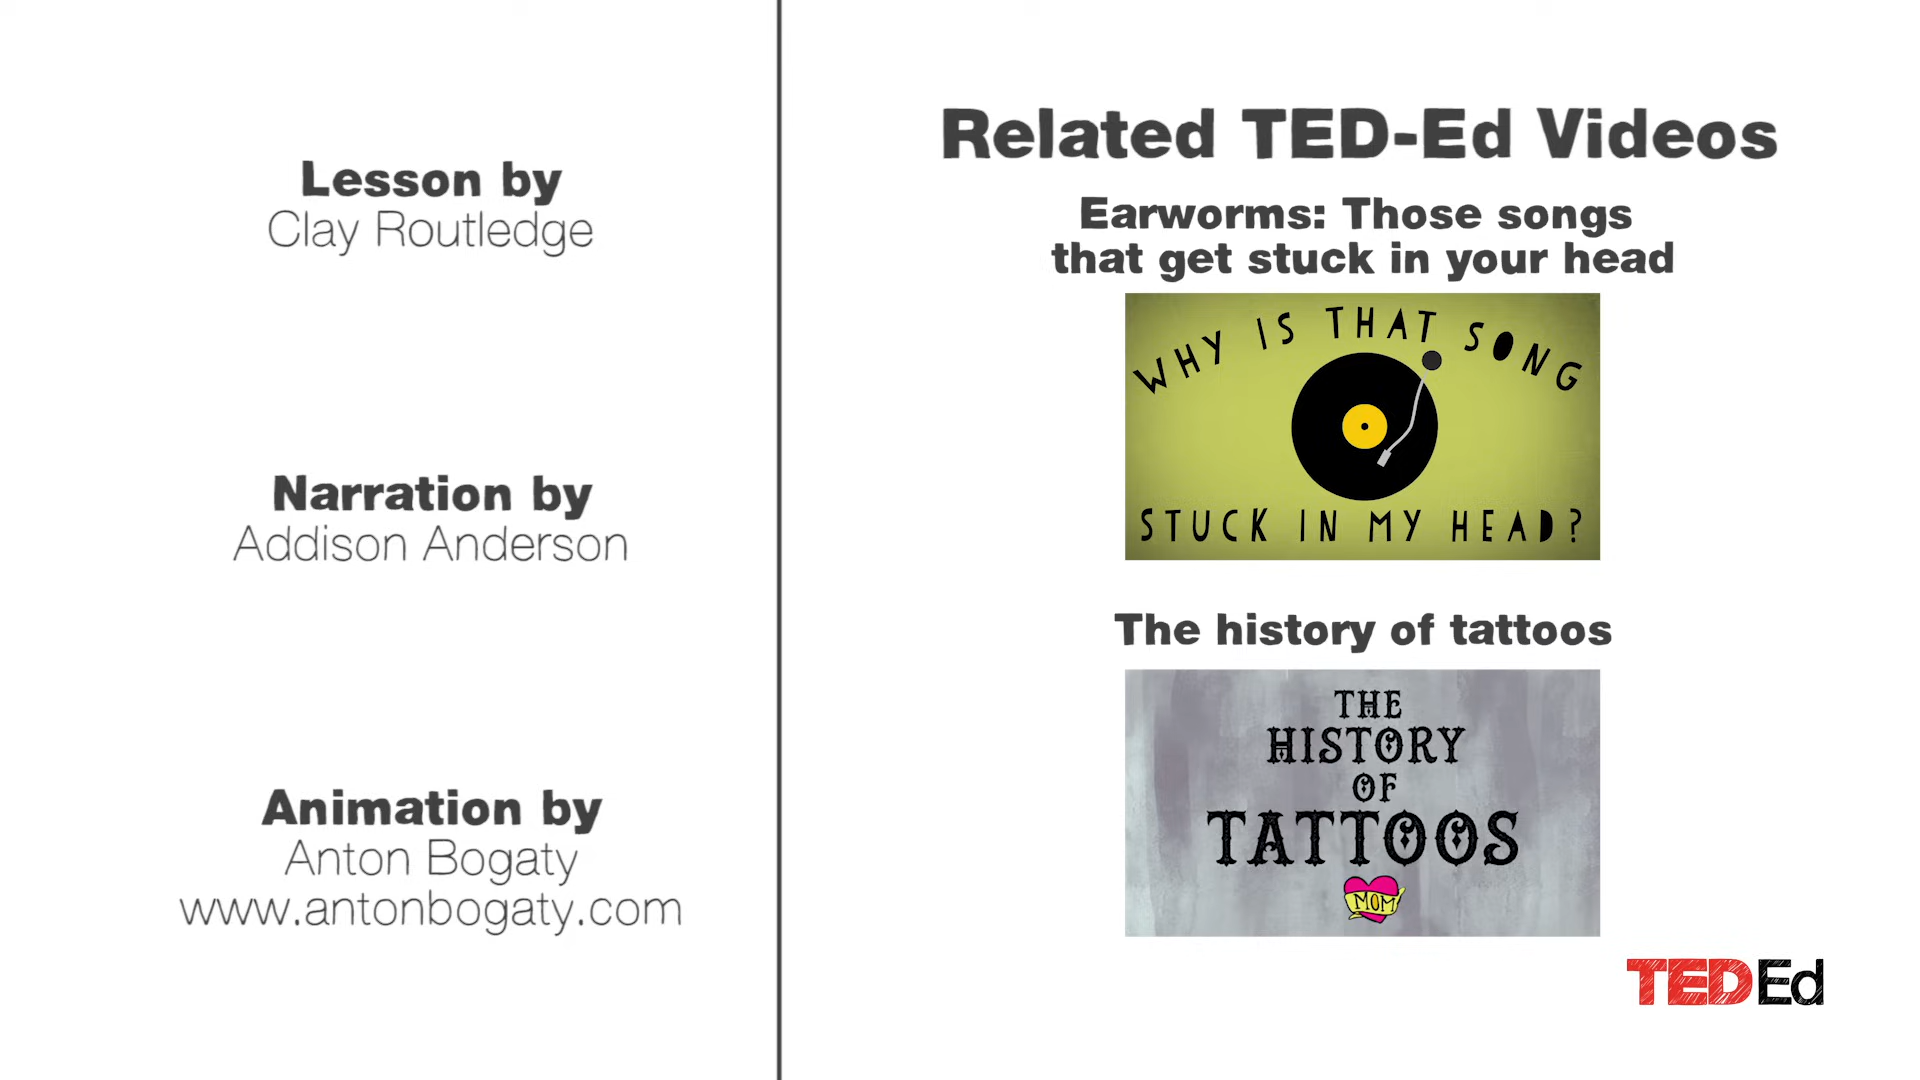 Lesson by
Clay Routledge
Narration by
Addison Anderson
Animation by
Anton Bogaty
www.antonbogaty.com
Related TED-Ed Videos
Earworms: Those songs
that get stuck in your head
WHY IS THAT SONG
STUCK IN MY HEAD?
The history of tattoos
THE
HISTORY
OF
TATTOOS
MOM
TEDEd